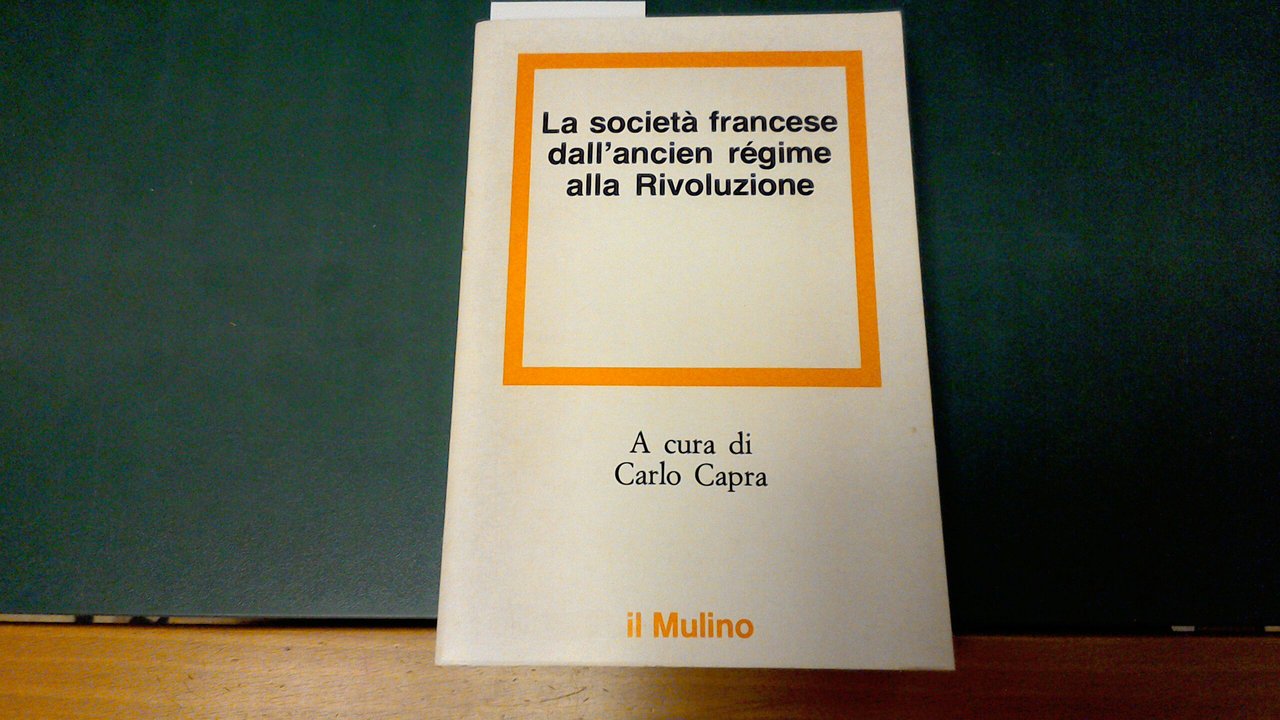 La società francese
dall'ancien régime
alla Rivoluzione
A cura di
Carlo Capra
il Mulino